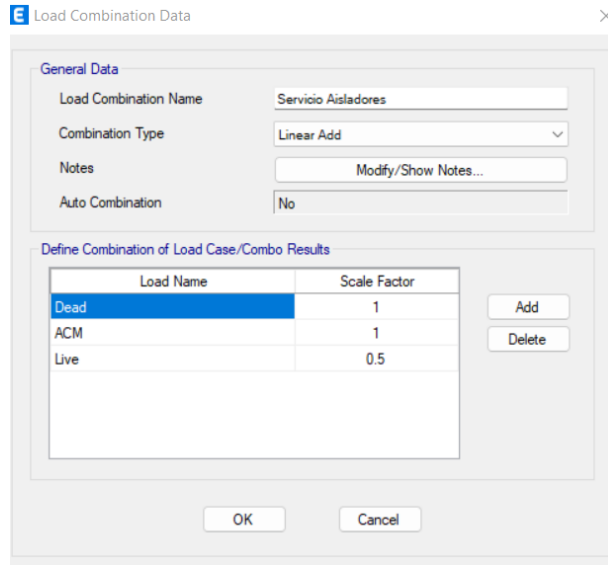 Load Combination Data
General Data
Load Combination Name Servicio Aisladores
Combination Type Linear Add
Notes Modify/Show Notes...
Auto Combination No
Define Combination of Load Case/Combo Results
Load Name Scale Factor
Dead 1 Add
ACM 1 Delete
Live 0.5
OK Cancel